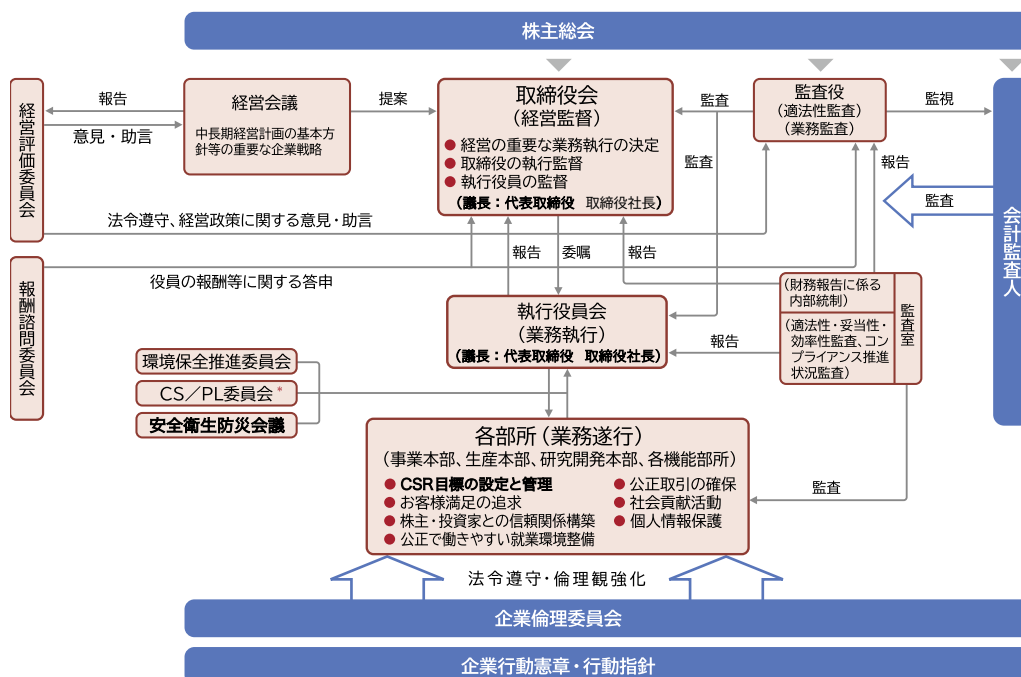 株主総会
経営評価委員会
報告
意見・助言
経営会議
中長期経営計画の基本方
針等の重要な企業戦略
提案
取締役会
(経営監督)
● 経営の重要な業務執行の決定
● 取締役の執行監督
● 執行役員の監督
(議長:代表取締役 取締役社長)
監査
監査
監査役
(適法性監査)
(業務監査)
監視
報告
監査
会計監査人
法令遵守、経営政策に関する意見・助言
報告
委嘱
報告
報酬諮問委員会
役員の報酬等に関する答申
執行役員会
(業務執行)
(議長:代表取締役 取締役社長)
報告
(財務報告に係る
内部統制)
(適法性・妥当性・
効率性監査、コン
プライアンス推進
状況監査)
監査室
環境保全推進委員会
CS/PL委員会*
安全衛生防災会議
各部所(業務遂行)
(事業本部、生産本部、研究開発本部、各機能部所)
● CSR目標の設定と管理
● お客様満足の追求
● 株主・投資家との信頼関係構築
● 公正で働きやすい就業環境整備
● 公正取引の確保
● 社会貢献活動
● 個人情報保護
監査
法令遵守・倫理観強化
企業倫理委員会
企業行動憲章・行動指針